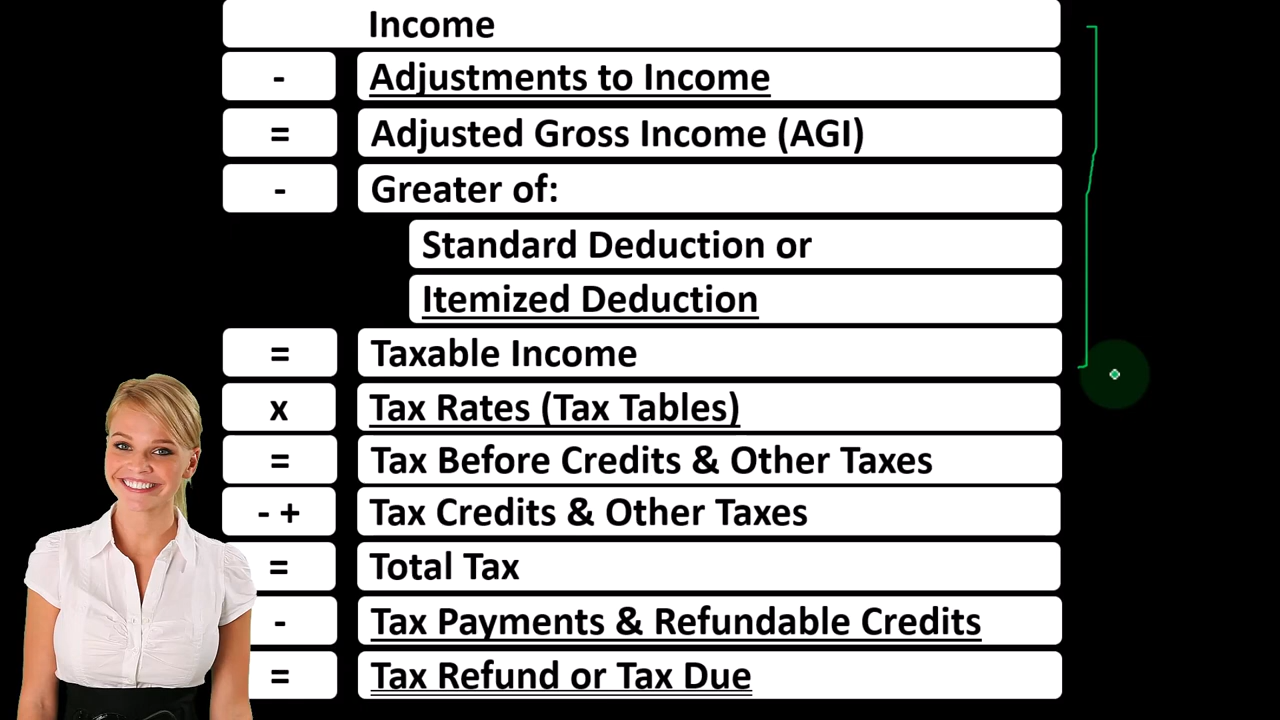 Income
- Adjustments to Income
= Adjusted Gross Income (AGI)
- Greater of:
Standard Deduction or
Itemized Deduction
= Taxable Income
x Tax Rates (Tax Tables)
= Tax Before Credits & Other Taxes
- + Tax Credits & Other Taxes
= Total Tax
- Tax Payments & Refundable Credits
= Tax Refund or Tax Due